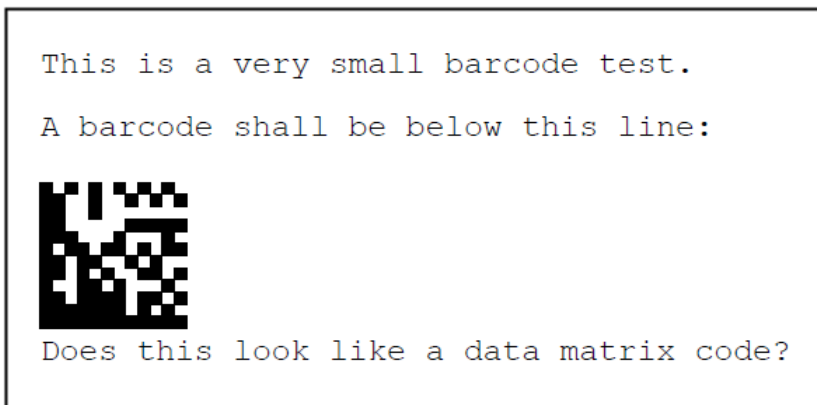 This is a very small barcode test.
A barcode shall be below this line:
Does this look like a data matrix code?